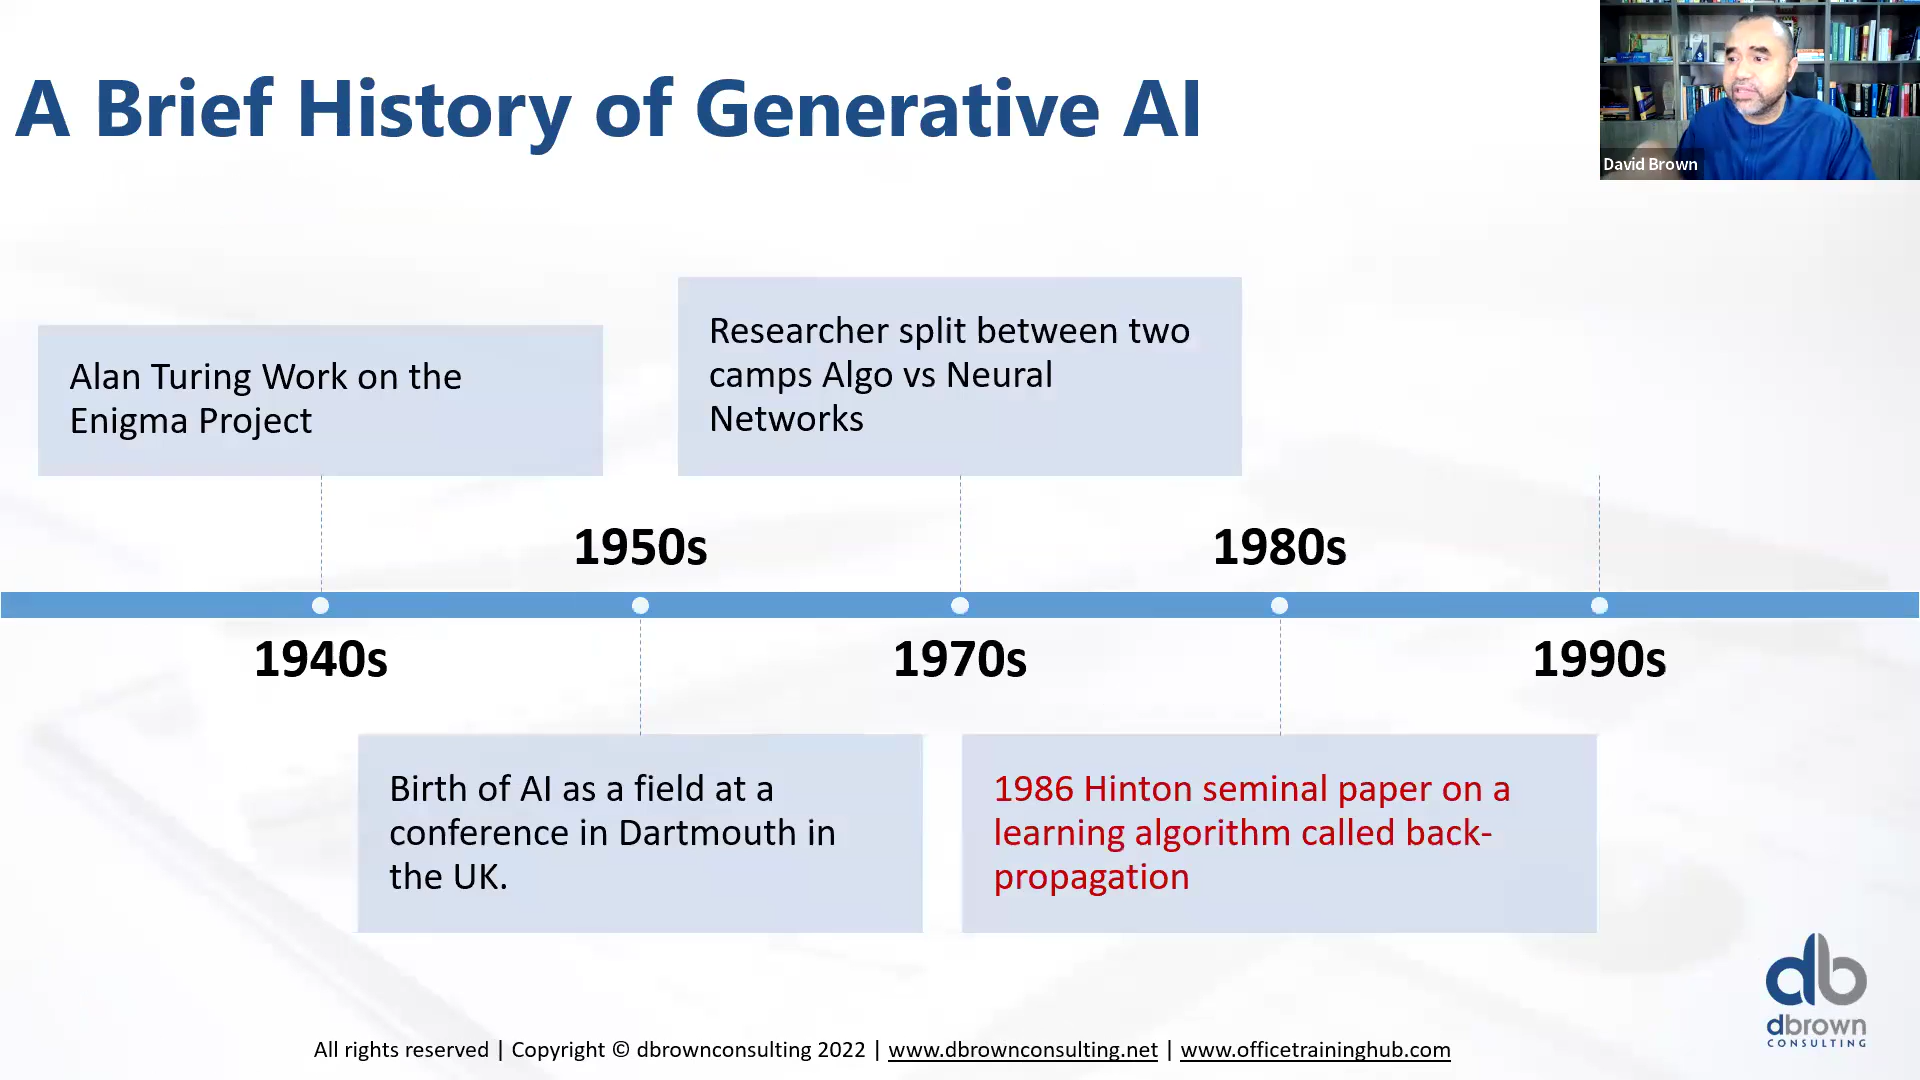 A Brief History of Generative AI
David Brown
Alan Turing Work on the
Enigma Project
Researcher split between two
camps Algo vs Neural
Networks
1950s
1980s
1940s
1970s
1990s
Birth of AI as a field at a
conference in Dartmouth in
the UK.
1986 Hinton seminal paper on a
learning algorithm called back-
propagation
db
dbrown
CONSULTING
All rights reserved | Copyright © dbrownconsulting 2022 | www.dbrownconsulting.net | www.officetraininghub.com